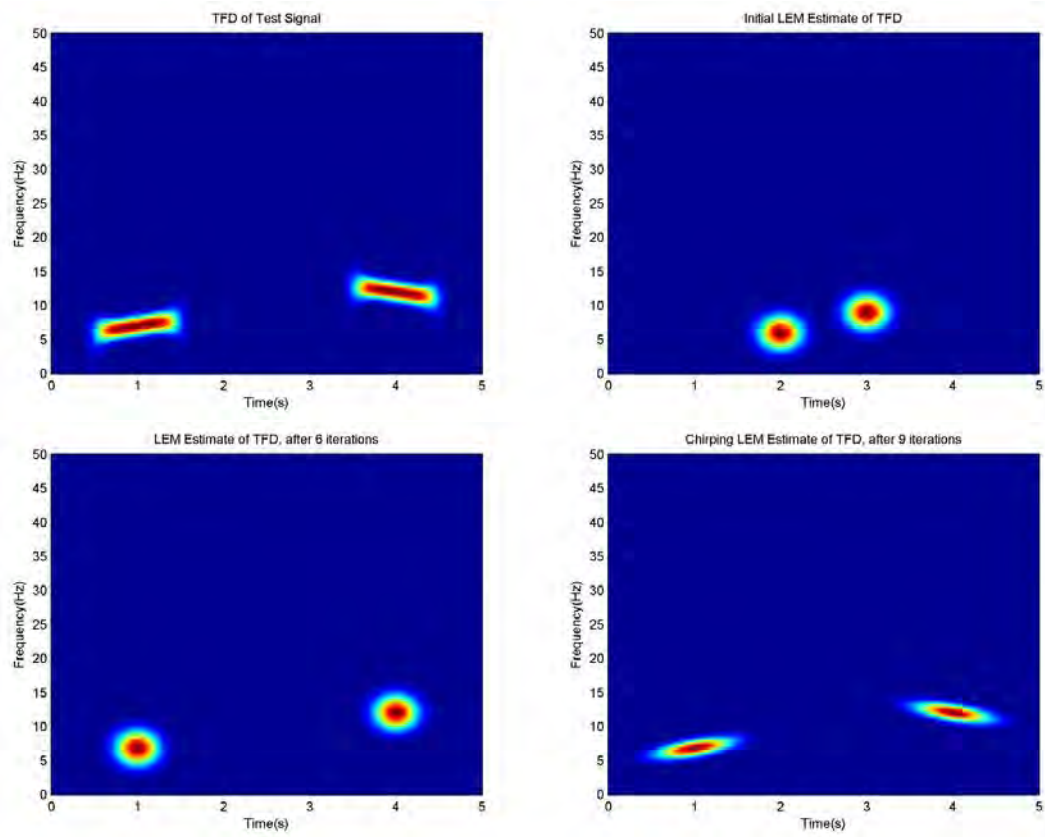 TFD of Test Signal
50
45
40
35
30
25
20
15
10
5
0
Frequency(Hz)
0 1 2 3 4 5
Time(s)
Initial LEM Estimate of TFD
50
45
40
35
30
25
20
15
10
5
0
Frequency(Hz)
0 1 2 3 4 5
Time(s)
LEM Estimate of TFD, after 6 iterations
50
45
40
35
30
25
20
15
10
5
0
Frequency(Hz)
0 1 2 3 4 5
Time(s)
Chirping LEM Estimate of TFD, after 9 iterations
50
45
40
35
30
25
20
15
10
5
0
Frequency(Hz)
0 1 2 3 4 5
Time(s)